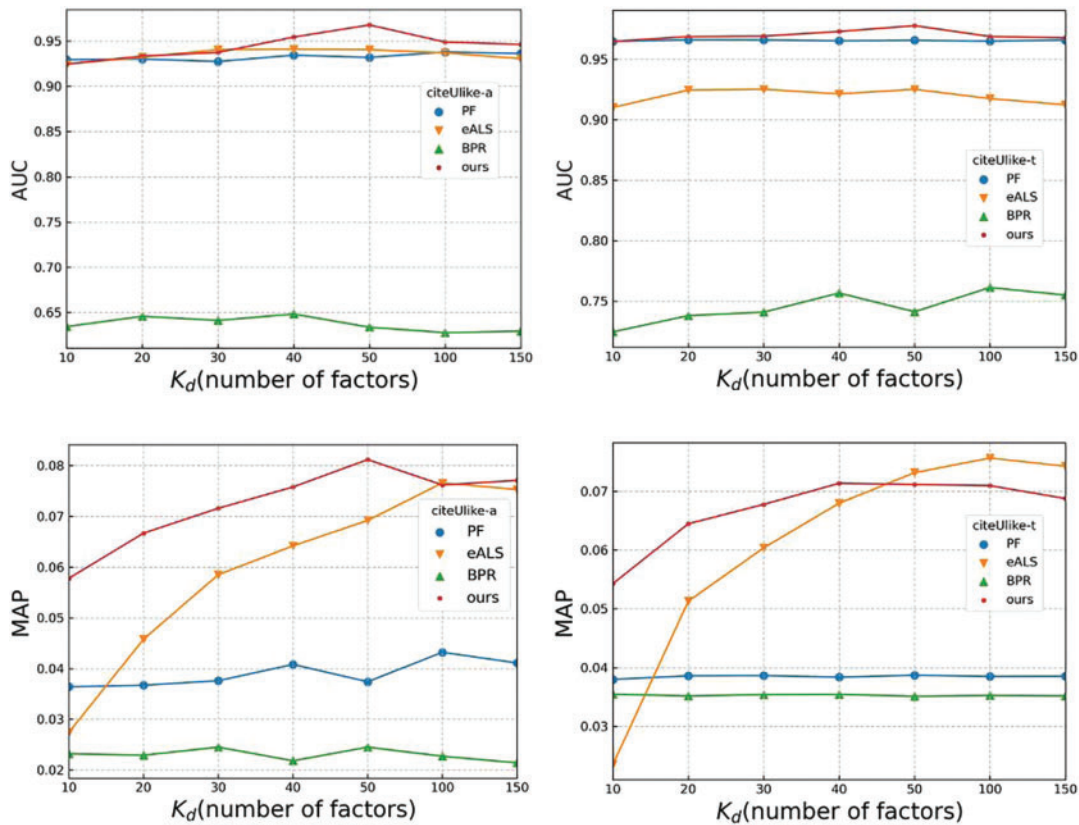 0.95
0.90
0.85
0.80
0.75
0.70
0.65
AUC
citeUlike-a
PF
eALS
BPR
ours
10 20 30 40 50 100 150
K_d(number of factors)
0.95
0.90
0.85
0.80
0.75
AUC
citeUlike-t
PF
eALS
BPR
ours
10 20 30 40 50 100 150
K_d(number of factors)
0.08
0.07
0.06
0.05
0.04
0.03
0.02
MAP
citeUlike-a
PF
eALS
BPR
ours
10 20 30 40 50 100 150
K_d(number of factors)
0.07
0.06
0.05
0.04
0.03
MAP
citeUlike-t
PF
eALS
BPR
ours
10 20 30 40 50 100 150
K_d(number of factors)